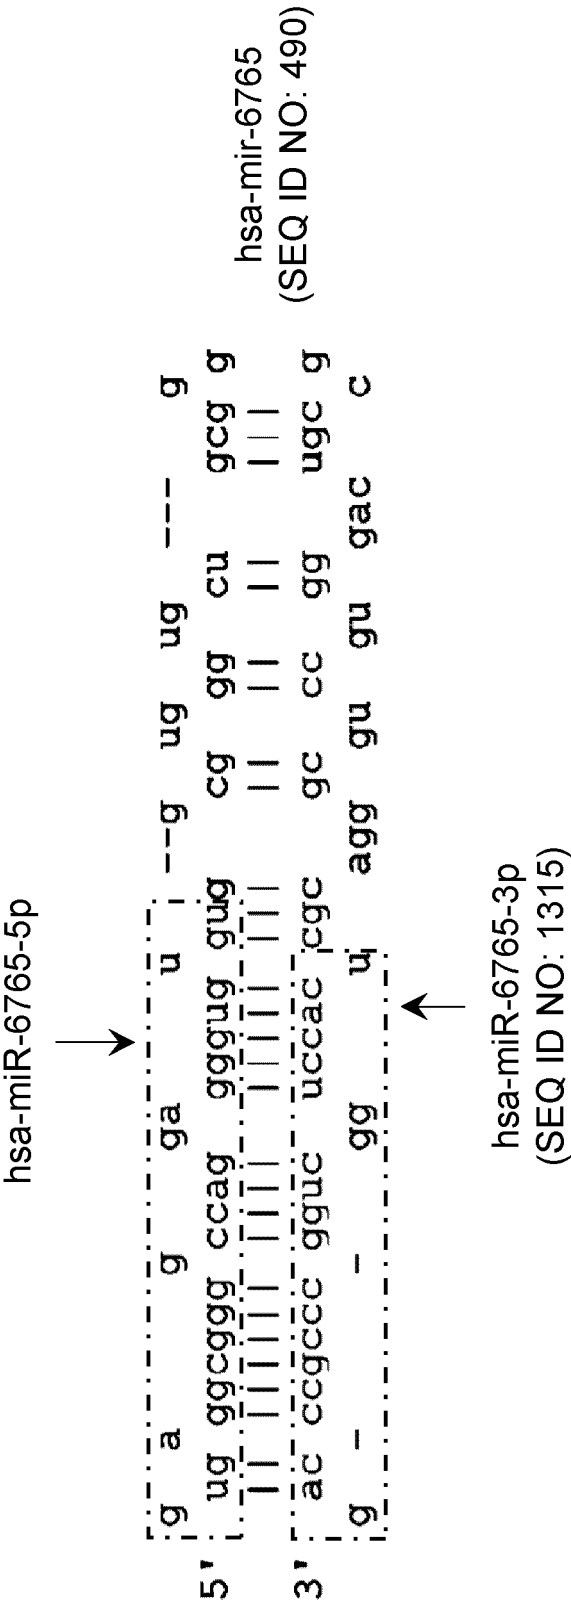 hsa-miR-6765-5p
g a g ga u --g ug ug --- g
5' ug ggcggg ccag gggug gug cg gg cu gcg g
3' ac ccgccc gguc uccac cgc gc cc gg ugc g
g - - gg u agg gu gu gac c
hsa-mir-6765
(SEQ ID NO: 490)
hsa-miR-6765-3p
(SEQ ID NO: 1315)